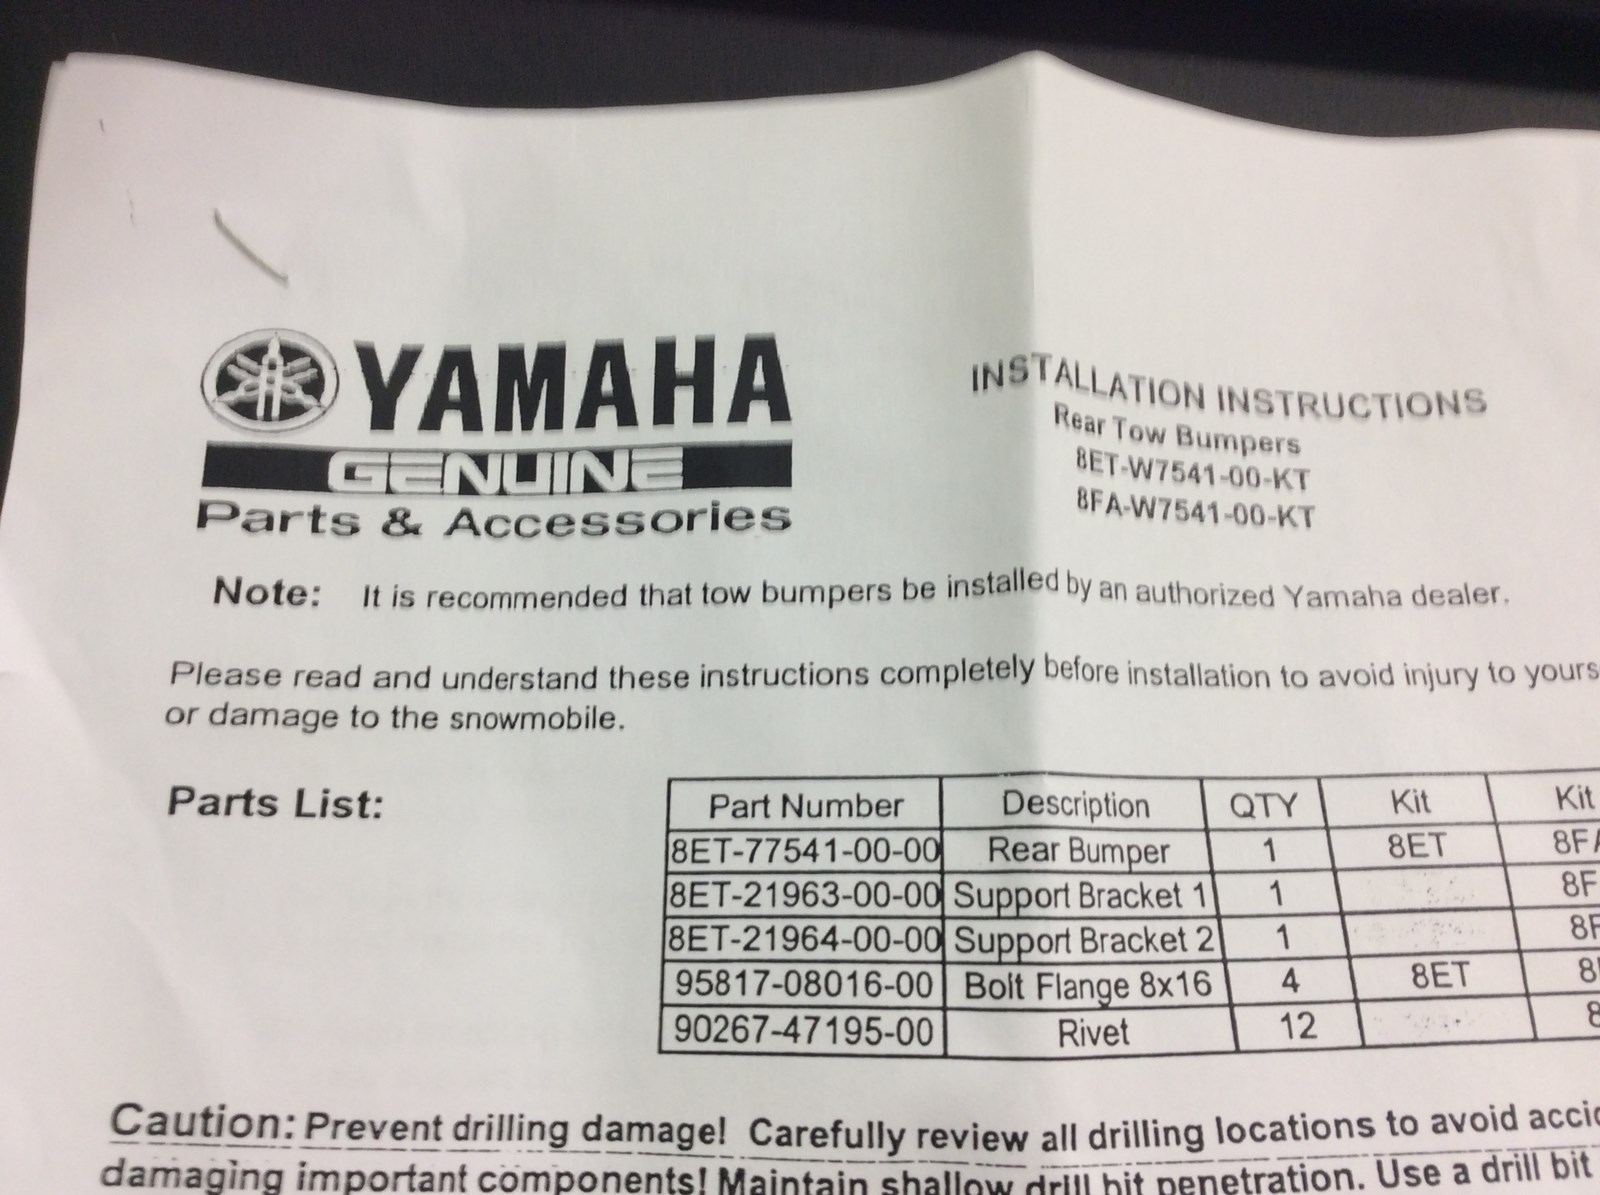 YAMAHA
GENUINE
Parts & Accessories
INSTALLATION INSTRUCTIONS
Rear Tow Bumpers
8ET-W7541-00-KT
8FA-W7541-00-KT
Note: It is recommended that tow bumpers be installed by an authorized Yamaha dealer.
Please read and understand these instructions completely before installation to avoid injury to yours
or damage to the snowmobile.
Parts List:
Part Number Description QTY Kit Kit
8ET-77541-00-00 Rear Bumper 1 8ET 8FA
8ET-21963-00-00 Support Bracket 1 1 8F
8ET-21964-00-00 Support Bracket 2 1 8F
95817-08016-00 Bolt Flange 8x16 4 8ET 8
90267-47195-00 Rivet 12 8
Caution: Prevent drilling damage! Carefully review all drilling locations to avoid accid
damaging important components! Maintain shallow drill bit penetration. Use a drill bit